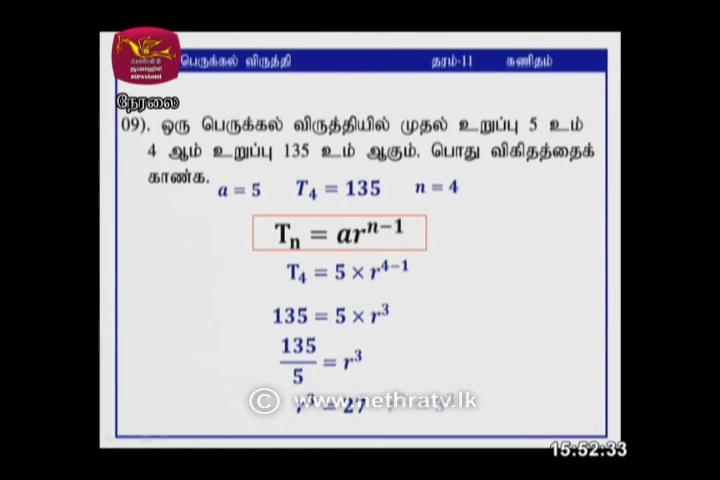 பெருக்கல் விருத்தி தரம்-11 கணிதம்
நேரலை
09). ஒரு பெருக்கல் விருத்தியில் முதல் உறுப்பு 5 உம்
4 ஆம் உறுப்பு 135 உம் ஆகும். பொது விகிதத்தைக்
காண்க.
a = 5 T₄ = 135 n = 4
Tₙ = arⁿ⁻¹
T₄ = 5 × r⁴⁻¹
135 = 5 × r³
135/5 = r³
r³ = 27
© www.nethratv.lk
15:52:33